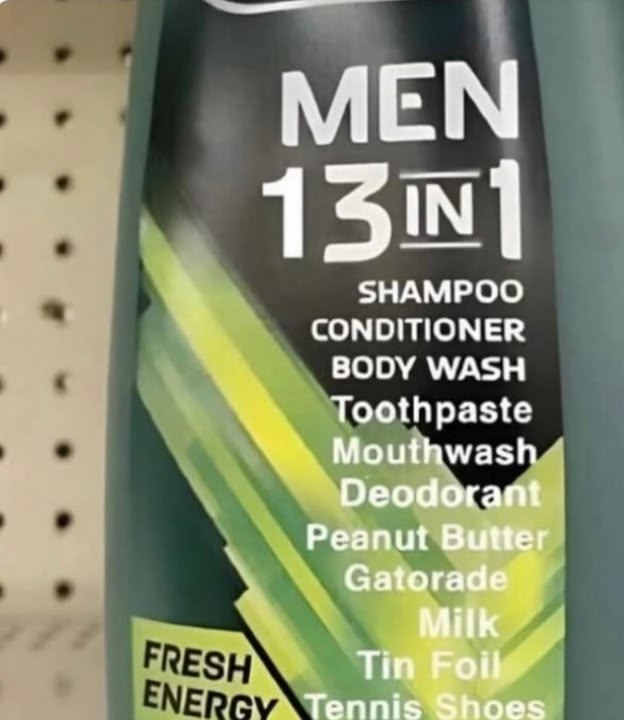 MEN
13 IN 1
SHAMPOO
CONDITIONER
BODY WASH
Toothpaste
Mouthwash
Deodorant
Peanut Butter
Gatorade
Milk
Tin Foil
Tennis Shoes
FRESH
ENERGY